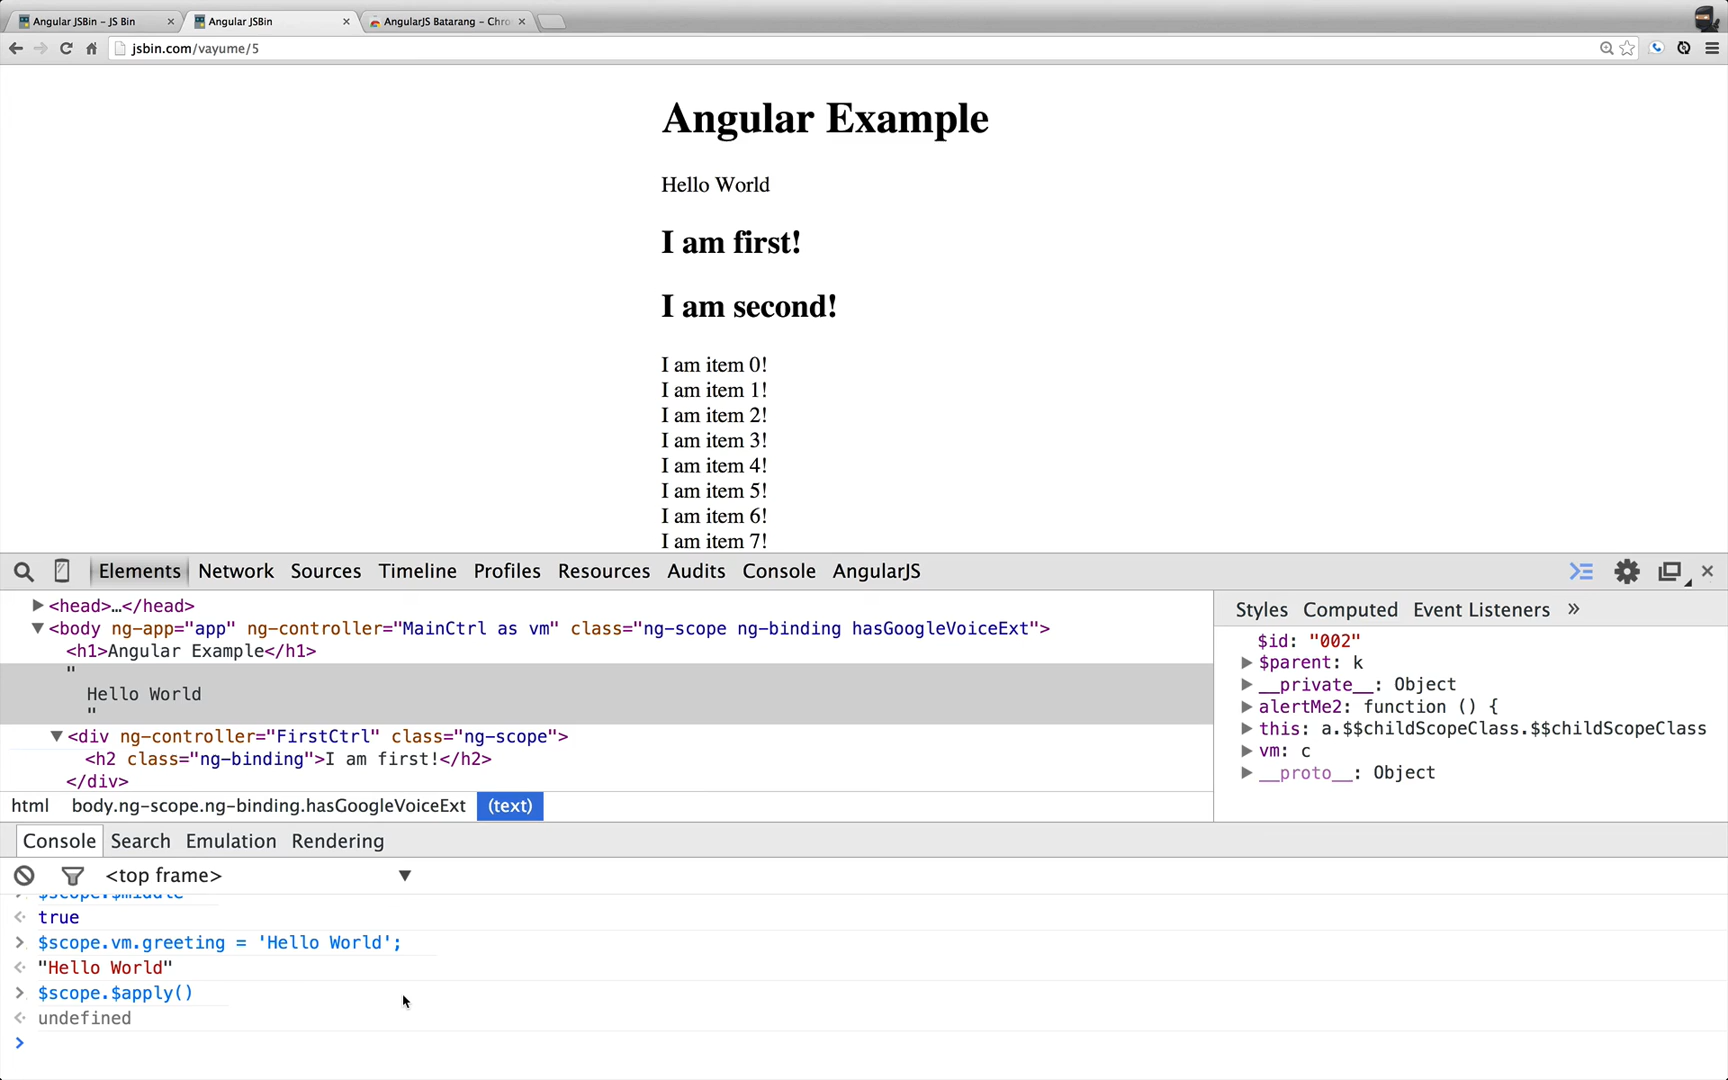 Angular JSBin - JS Bin
Angular JSBin
AngularJS Batarang - Chro
jsbin.com/vayume/5
Angular Example
Hello World
I am first!
I am second!
I am item 0!
I am item 1!
I am item 2!
I am item 3!
I am item 4!
I am item 5!
I am item 6!
I am item 7!
Elements Network Sources Timeline Profiles Resources Audits Console AngularJS
<head>…</head>
<body ng-app="app" ng-controller="MainCtrl as vm" class="ng-scope ng-binding hasGoogleVoiceExt">
<h1>Angular Example</h1>
"
Hello World
"
<div ng-controller="FirstCtrl" class="ng-scope">
<h2 class="ng-binding">I am first!</h2>
</div>
html body.ng-scope.ng-binding.hasGoogleVoiceExt (text)
Styles Computed Event Listeners »
$id: "002"
$parent: k
__private__: Object
alertMe2: function () {
this: a.$$childScopeClass.$$childScopeClass
vm: c
__proto__: Object
Console Search Emulation Rendering
<top frame>
$scope.$middle
true
$scope.vm.greeting = 'Hello World';
"Hello World"
$scope.$apply()
undefined